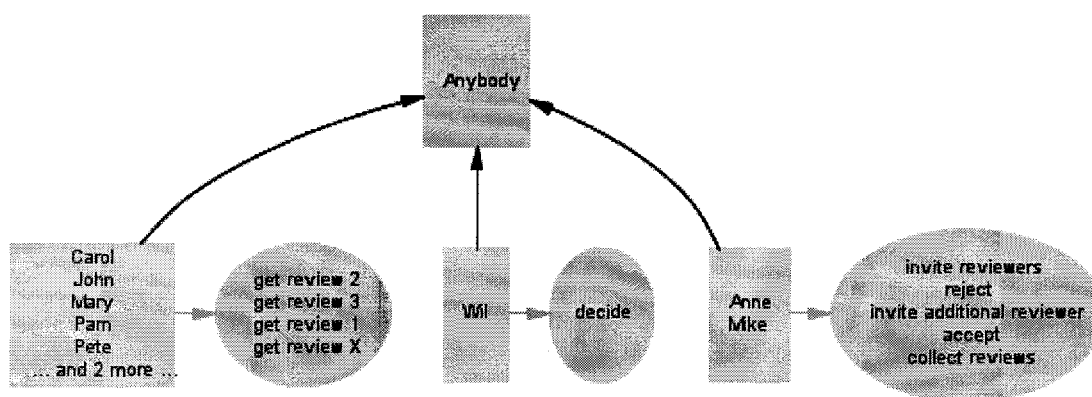 Anybody
Carol
John
Mary
Pam
Pete
... and 2 more ...
get review 2
get review 3
get review 1
get review X
Wil
decide
Anne
Mike
invite reviewers
reject
invite additional reviewer
accept
collect reviews